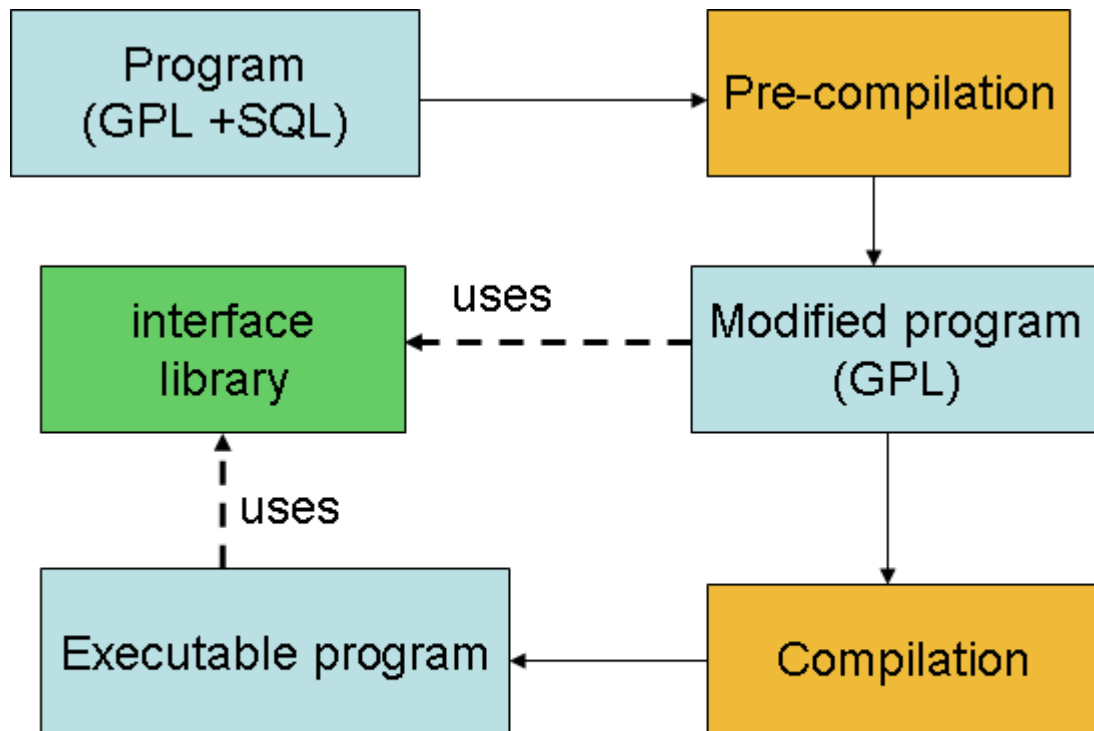 Program
(GPL +SQL)
Pre-compilation
interface
library
uses
Modified program
(GPL)
uses
Executable program
Compilation